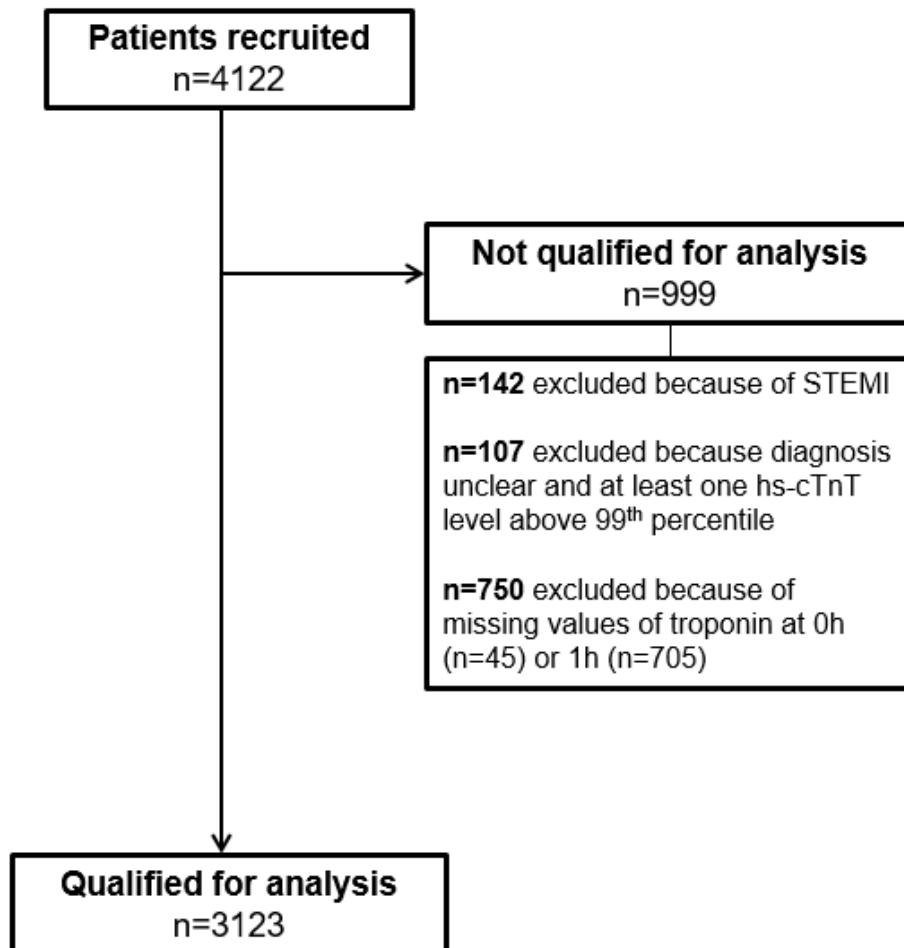 Patients recruited
n=4122
Not qualified for analysis
n=999
n=142 excluded because of STEMI
n=107 excluded because diagnosis
unclear and at least one hs-cTnT
level above 99th percentile
n=750 excluded because of
missing values of troponin at 0h
(n=45) or 1h (n=705)
Qualified for analysis
n=3123